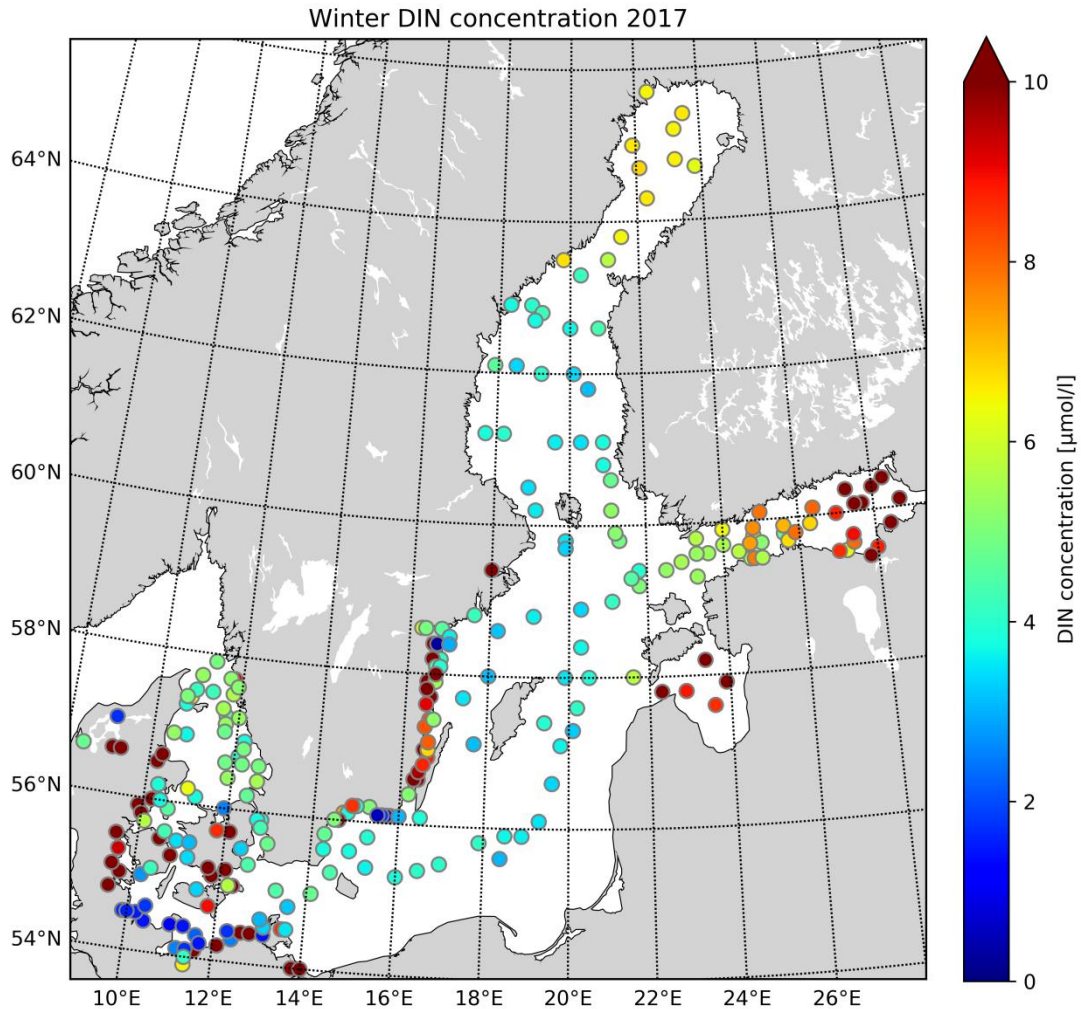 Winter DIN concentration 2017
64°N
62°N
60°N
58°N
56°N
54°N
10°E 12°E 14°E 16°E 18°E 20°E 22°E 24°E 26°E
10
8
6
4
2
0
DIN concentration [µmol/l]